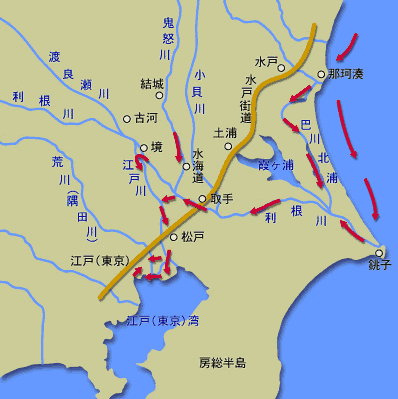 鬼怒川
渡良瀬川
小貝川
水戸
那珂湊
結城
水戸街道
利根川
古河
巴川
土浦
境
荒川(隅田川)
江戸川
水海道
霞ヶ浦
北浦
取手
利根川
松戸
江戸(東京)
銚子
江戸(東京)湾
房総半島